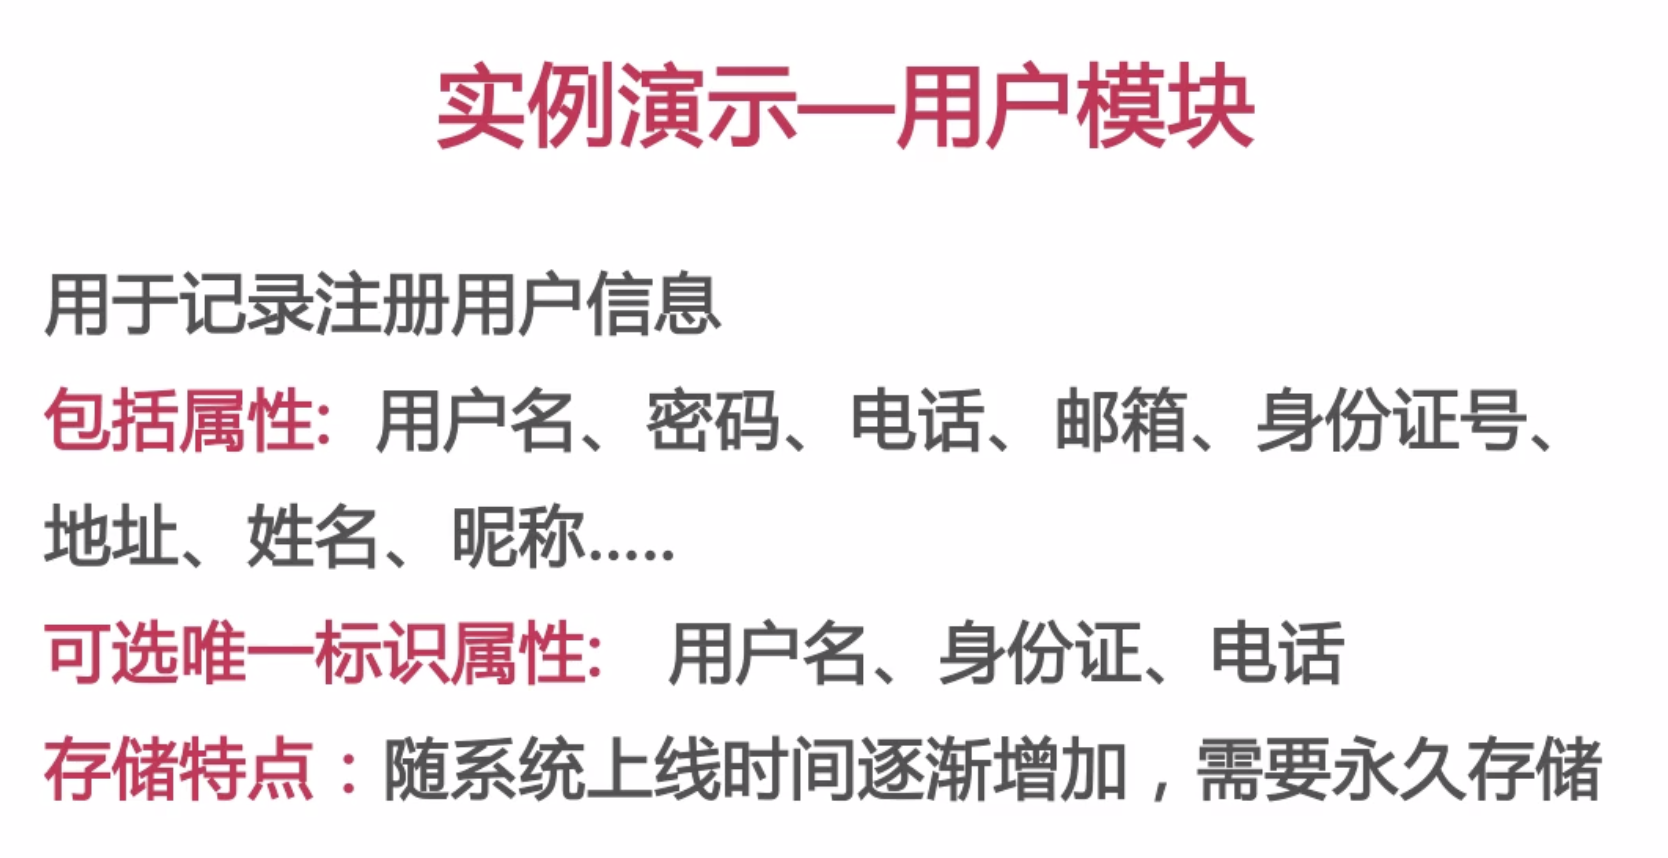 实例演示—用户模块
用于记录注册用户信息
包括属性: 用户名、密码、电话、邮箱、身份证号、
地址、姓名、昵称.....
可选唯一标识属性: 用户名、身份证、电话
存储特点：随系统上线时间逐渐增加，需要永久存储